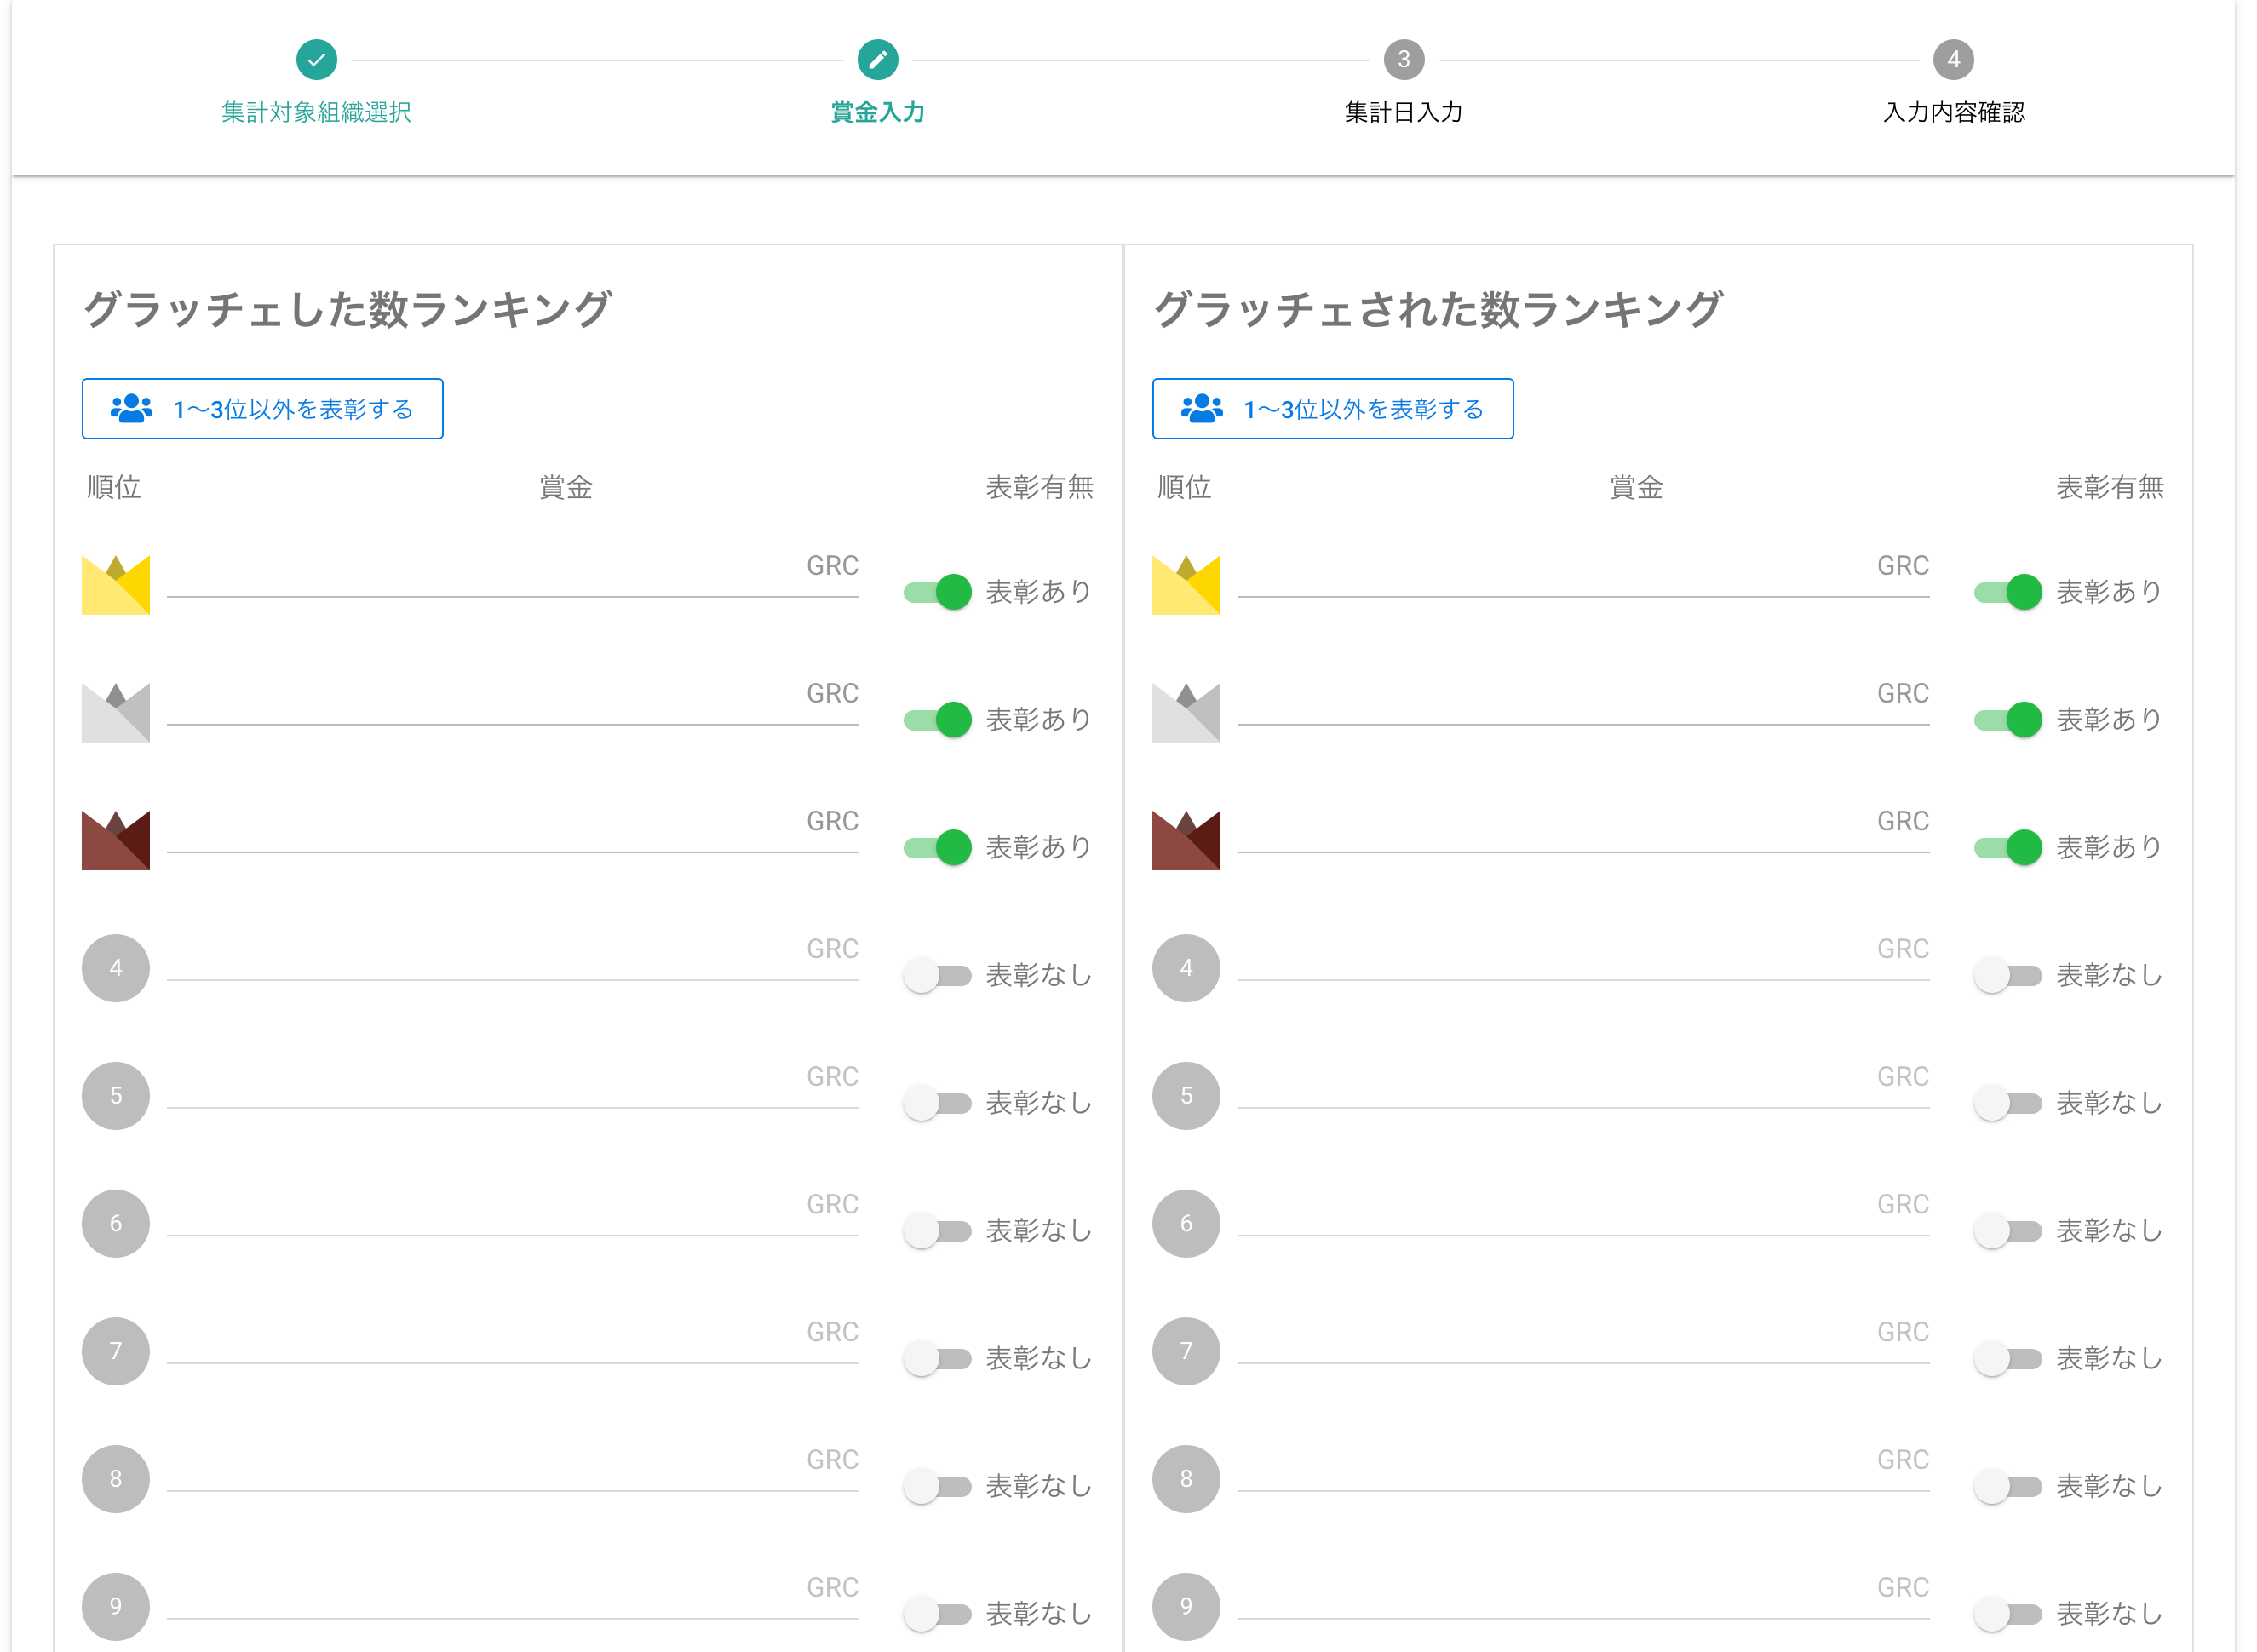 3
4
集計対象組織選択
賞金入力
集計日入力
入力内容確認
グラッチェした数ランキング
1〜3位以外を表彰する
順位
賞金
表彰有無
GRC
表彰あり
GRC
表彰あり
GRC
表彰あり
4
GRC
表彰なし
5
GRC
表彰なし
6
GRC
表彰なし
7
GRC
表彰なし
8
GRC
表彰なし
9
GRC
表彰なし
グラッチェされた数ランキング
1〜3位以外を表彰する
順位
賞金
表彰有無
GRC
表彰あり
GRC
表彰あり
GRC
表彰あり
4
GRC
表彰なし
5
GRC
表彰なし
6
GRC
表彰なし
7
GRC
表彰なし
8
GRC
表彰なし
9
GRC
表彰なし